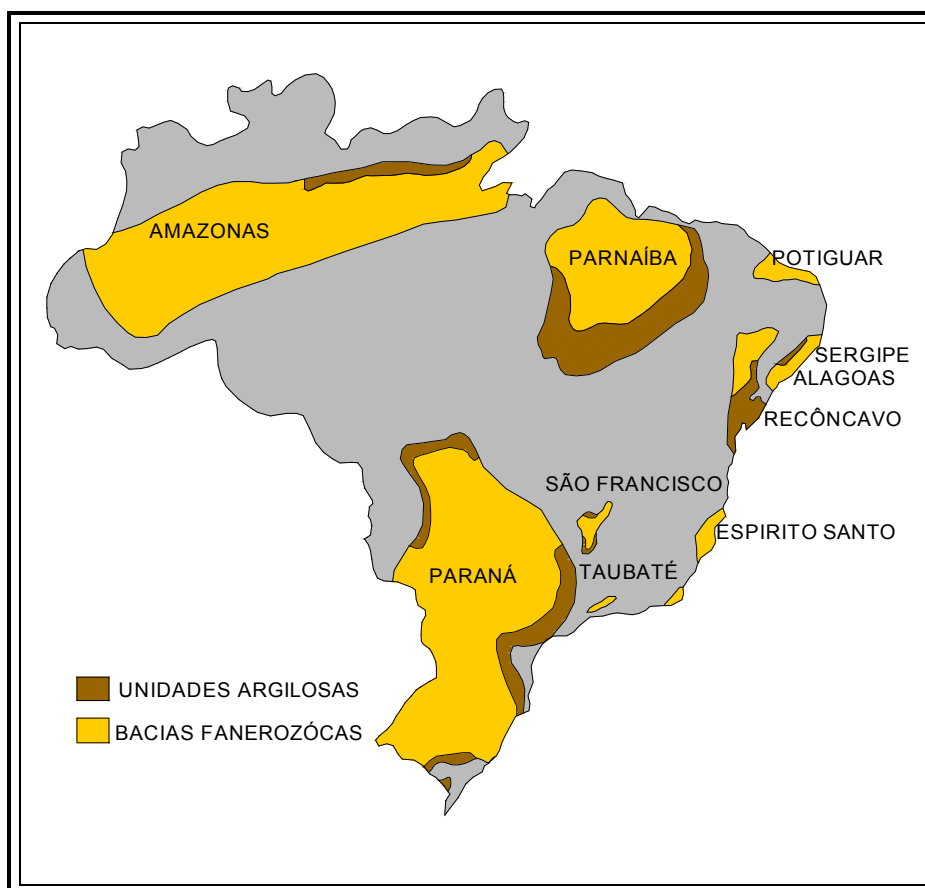 AMAZONAS
PARNAÍBA
POTIGUAR
SERGIPE
ALAGOAS
RECÔNCAVO
SÃO FRANCISCO
ESPIRITO SANTO
PARANÁ
TAUBATÉ
UNIDADES ARGILOSAS
BACIAS FANEROZÓCAS